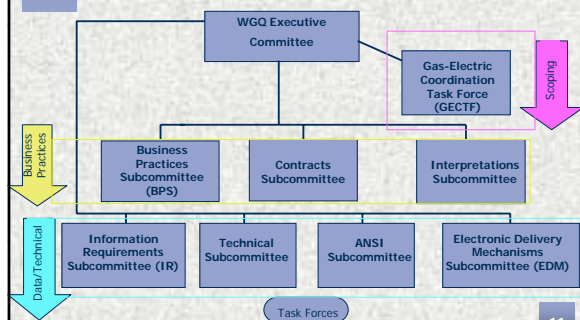 WGQ Executive
Committee
Gas-Electric
Coordination
Task Force
(GECTF)
Scoping
Business
Practices
Business
Practices
Subcommittee
(BPS)
Contracts
Subcommittee
Interpretations
Subcommittee
Data/Technical
Information
Requirements
Subcommittee (IR)
Technical
Subcommittee
ANSI
Subcommittee
Electronic Delivery
Mechanisms
Subcommittee (EDM)
Task Forces
11